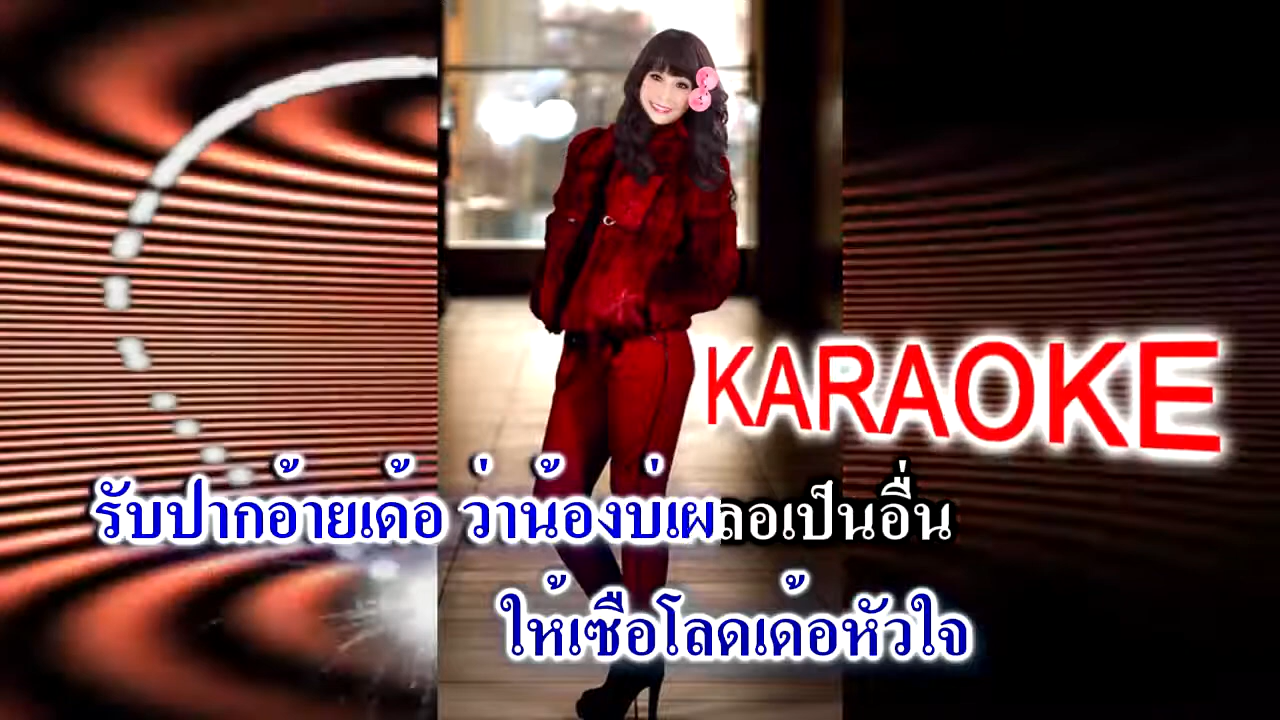 KARAOKE
รับปากอ้ายเด้อ ว่าน้องบ่เผลอเป็นอื่น
ให้เซือโลดเด้อหัวใจ